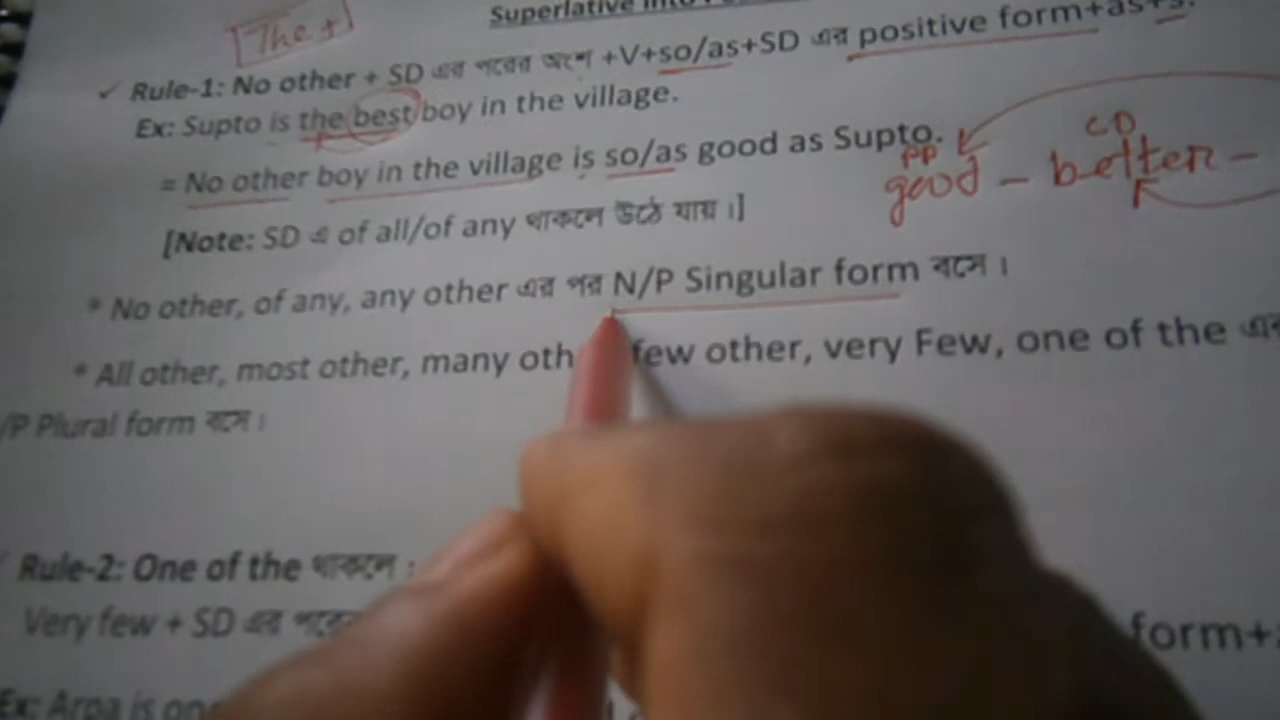 The +
Superlative into
✓ Rule-1: No other + SD এর পরের অংশ +V+so/as+SD এর positive form+as+s.
Ex: Supto is the best boy in the village.
= No other boy in the village is so/as good as Supto.
CD
PP
good – better –
[Note: SD এ of all/of any থাকলে উঠে যায়।]
* No other, of any, any other এর পর N/P Singular form বসে।
* All other, most other, many oth few other, very Few, one of the
/P Plural form বসে।
Rule-2: One of the থাকলে :
Very few + SD এর form+
Ex: Arpa is